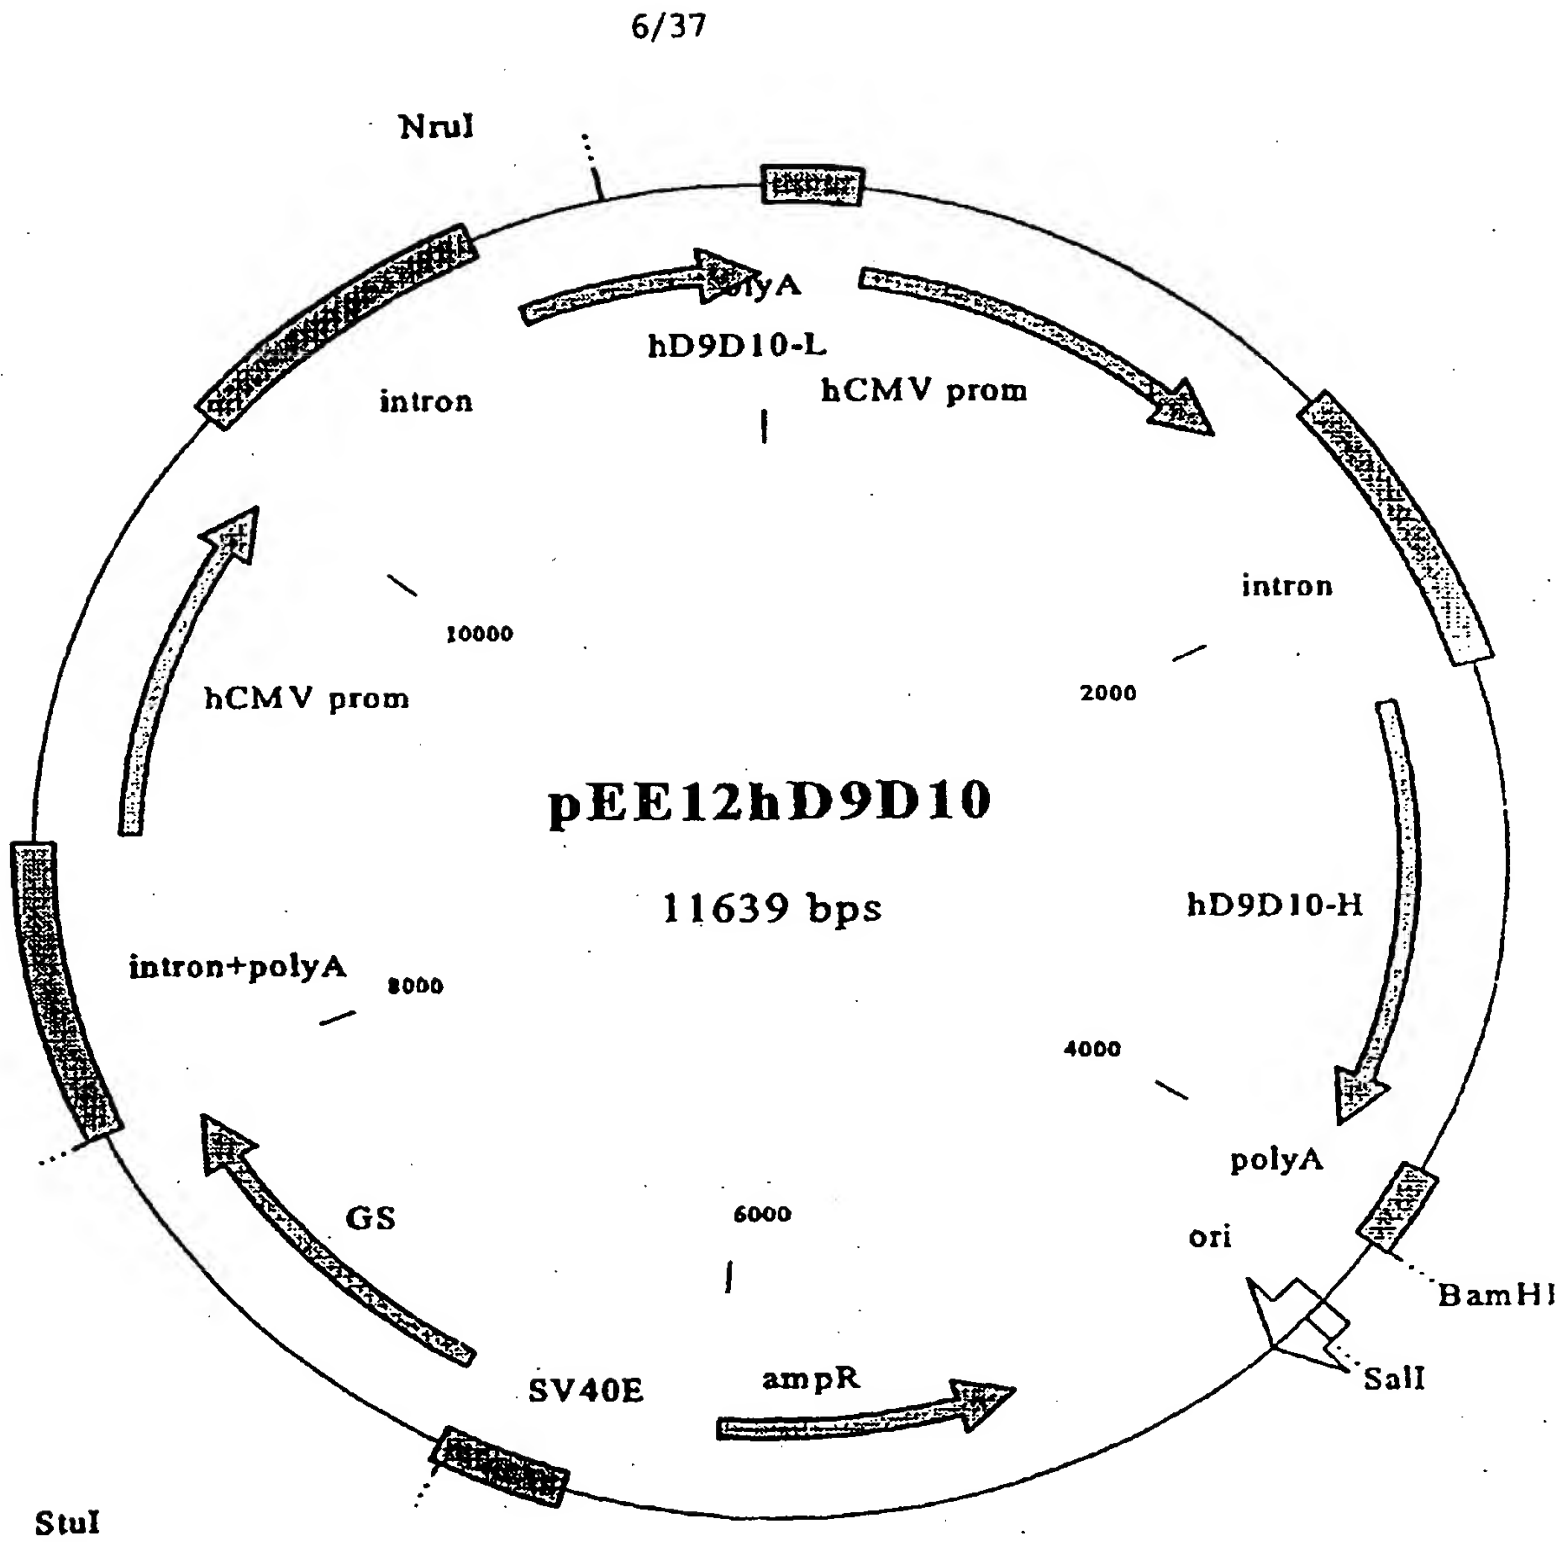 6/37
NruI
polyA
hD9D10-L
hCMV prom
intron
intron
10000
2000
hCMV prom
pEE12hD9D10
11639 bps
hD9D10-H
intron+polyA
8000
4000
polyA
GS
6000
ori
BamHI
SV40E
ampR
SalI
StuI